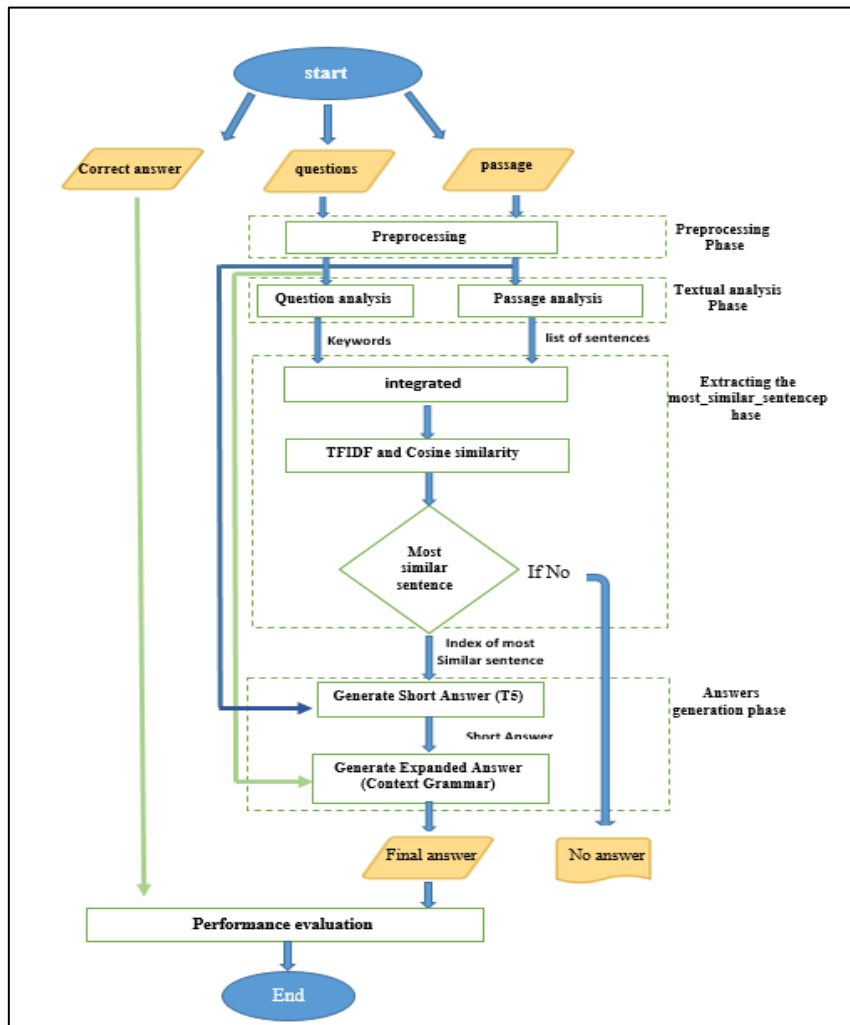 start
Correct answer
questions
passage
Preprocessing
Preprocessing
Phase
Question analysis
Passage analysis
Textual analysis
Phase
Keywords
list of sentences
integrated
Extracting the
most_similar_sentencep
hase
TFIDF and Cosine similarity
Most
similar
sentence
If No
Index of most
Similar sentence
Generate Short Answer (T5)
Answers
generation phase
Short Answer
Generate Expanded Answer
(Context Grammar)
Final answer
No answer
Performance evaluation
End